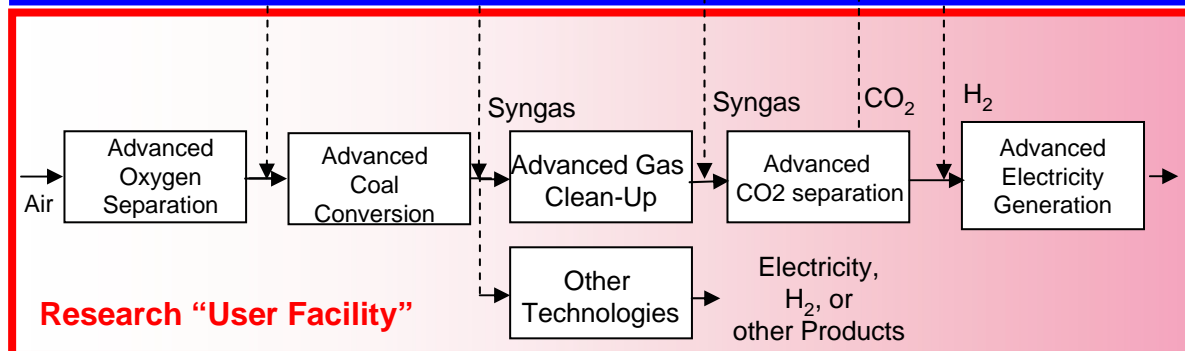 Syngas
Syngas
CO₂
H₂
Air
Advanced
Oxygen
Separation
Advanced
Coal
Conversion
Advanced Gas
Clean-Up
Advanced
CO2 separation
Advanced
Electricity
Generation
Other
Technologies
Electricity,
H₂, or
other Products
Research “User Facility”